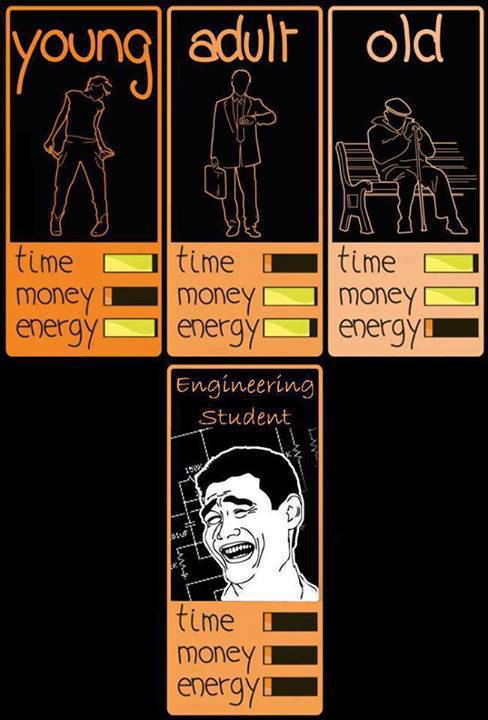 young
time
money
energy
adult
time
money
energy
old
time
money
energy
Engineering
Student
time
money
energy